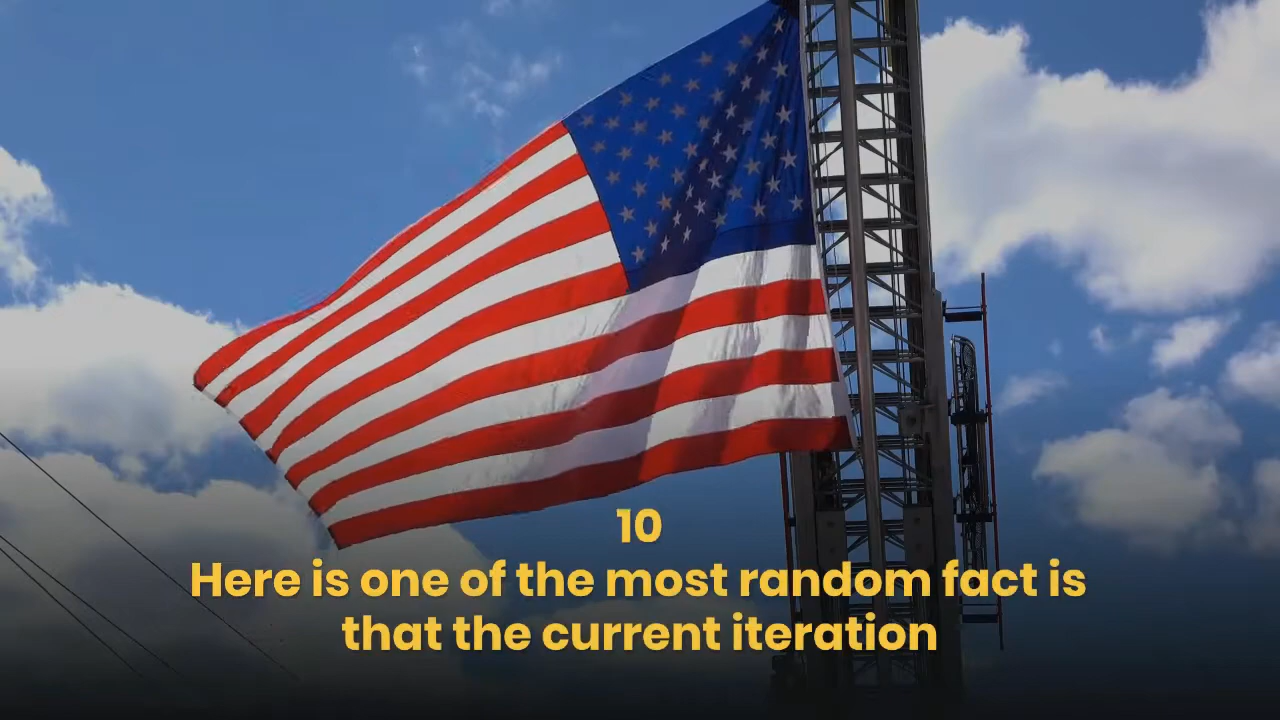 10
Here is one of the most random fact is
that the current iteration